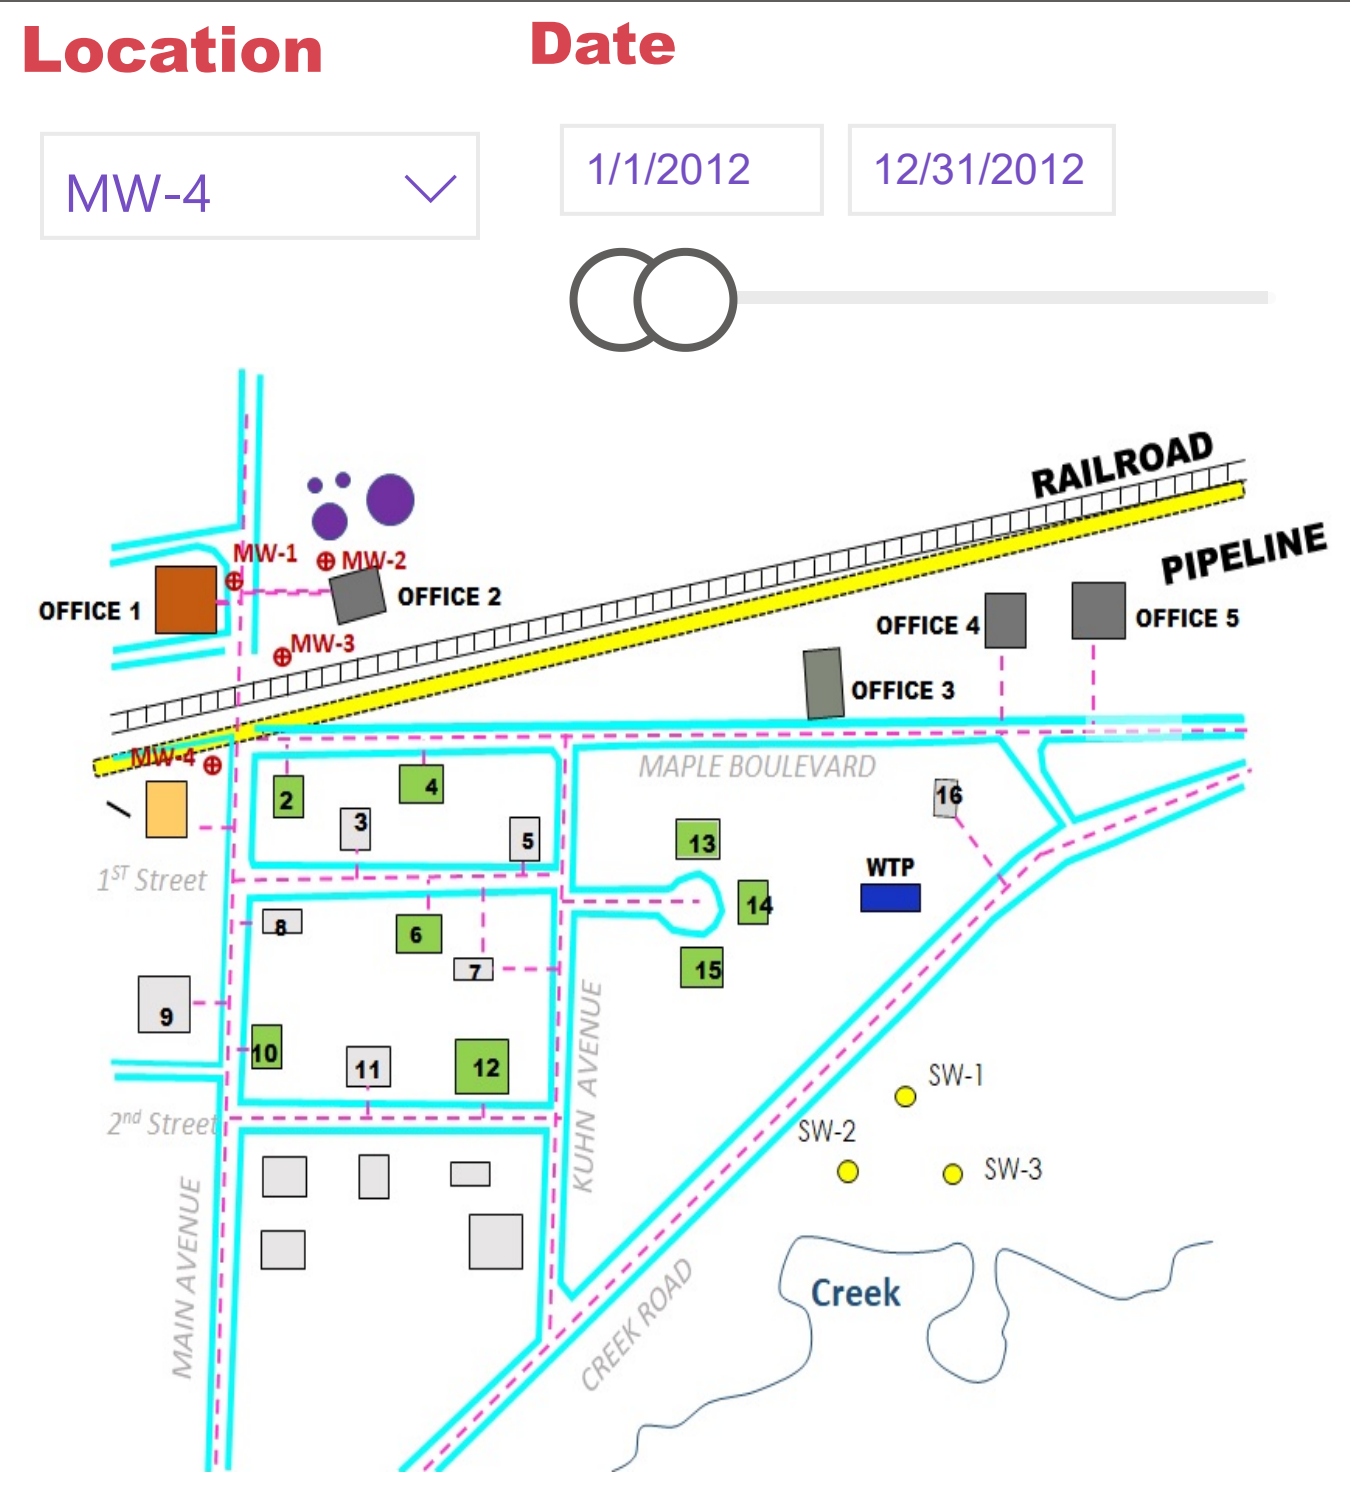 Location
Date
MW-4
1/1/2012
12/31/2012
RAILROAD
PIPELINE
MW-1
MW-2
OFFICE 1
OFFICE 2
OFFICE 4
OFFICE 5
MW-3
OFFICE 3
MW-4
MAPLE BOULEVARD
2
4
3
5
13
16
WTP
1ST Street
14
8
6
7
15
9
10
11
12
KUHN AVENUE
SW-1
SW-2
SW-3
2nd Street
MAIN AVENUE
CREEK ROAD
Creek